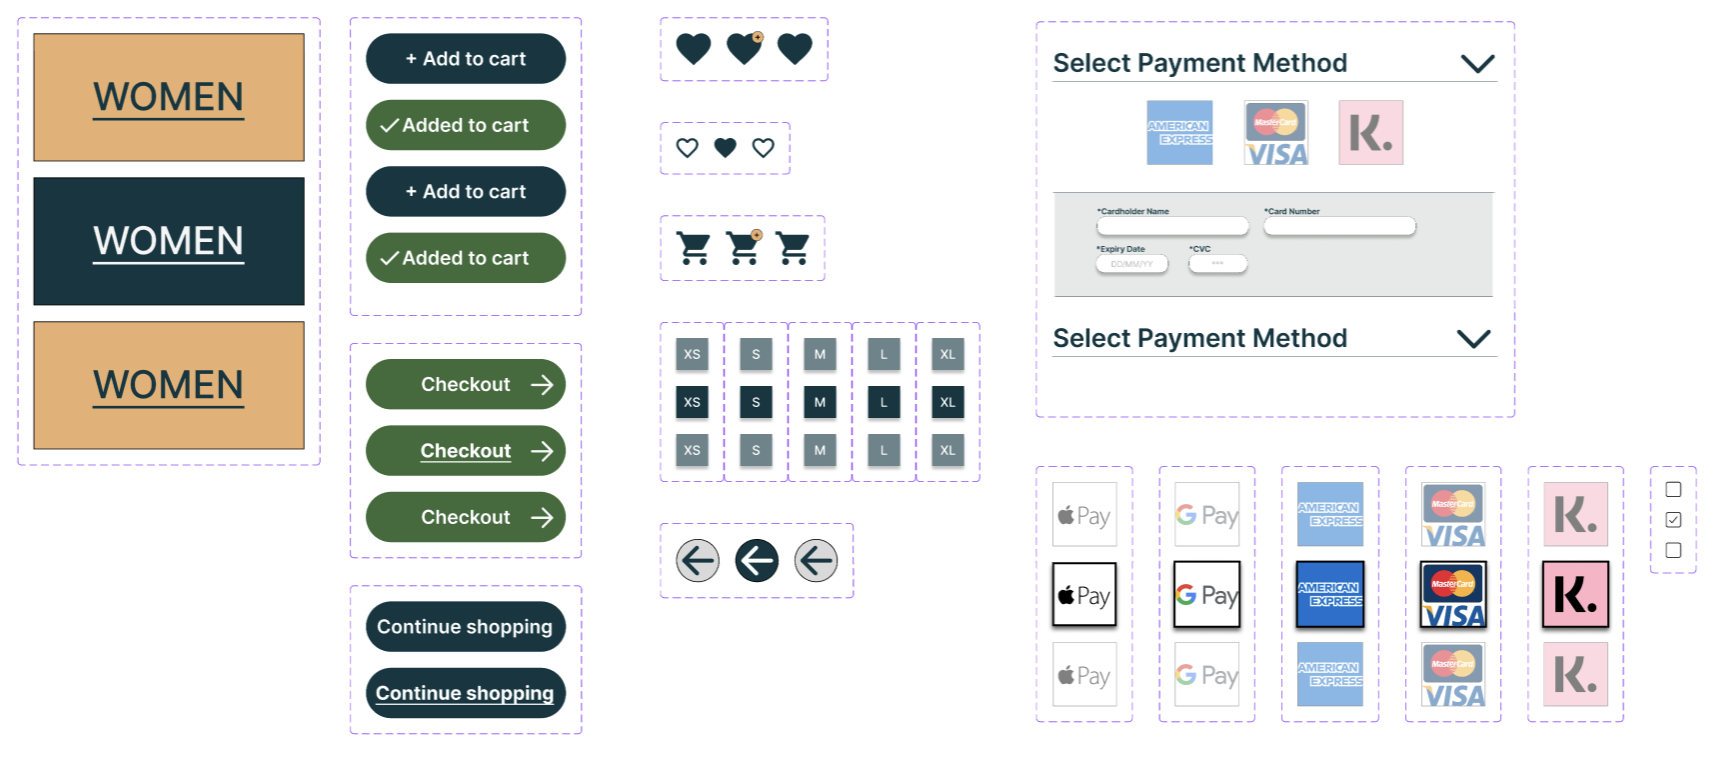 WOMEN
WOMEN
WOMEN
+ Add to cart
Added to cart
+ Add to cart
Added to cart
Checkout
Checkout
Checkout
Continue shopping
Continue shopping
XS S M L XL
XS S M L XL
XS S M L XL
Select Payment Method
AMERICAN
EXPRESS
MasterCard
VISA
K.
*Cardholder Name
*Card Number
*Expiry Date
*CVC
DD/MM/YY
***
Select Payment Method
Pay
G Pay
AMERICAN
EXPRESS
MasterCard
VISA
K.
Pay
G Pay
AMERICAN
EXPRESS
MasterCard
VISA
K.
Pay
G Pay
AMERICAN
EXPRESS
MasterCard
VISA
K.